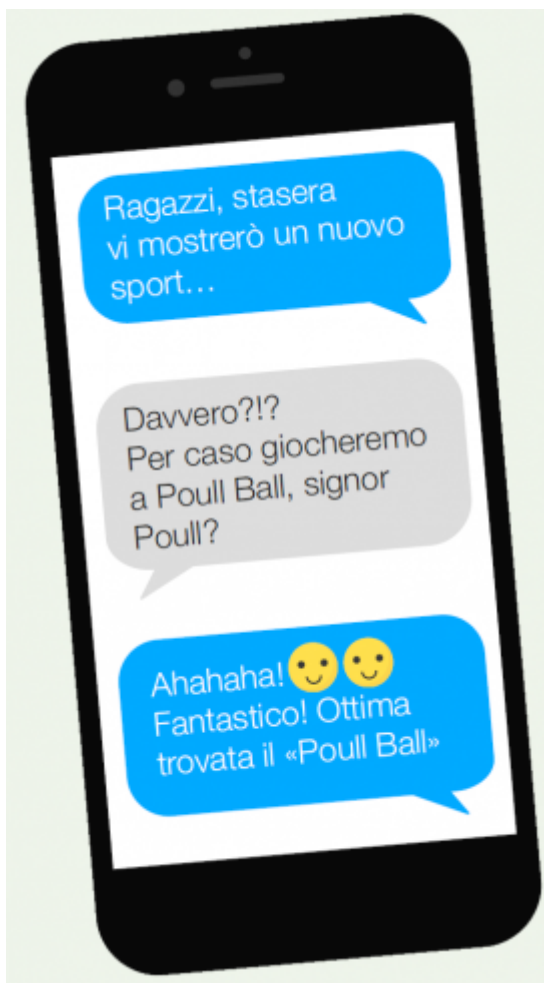 Ragazzi, stasera
vi mostrerò un nuovo
sport...
Davvero?!?
Per caso giocheremo
a Poull Ball, signor
Poull?
Ahahaha!
Fantastico! Ottima
trovata il «Poull Ball»